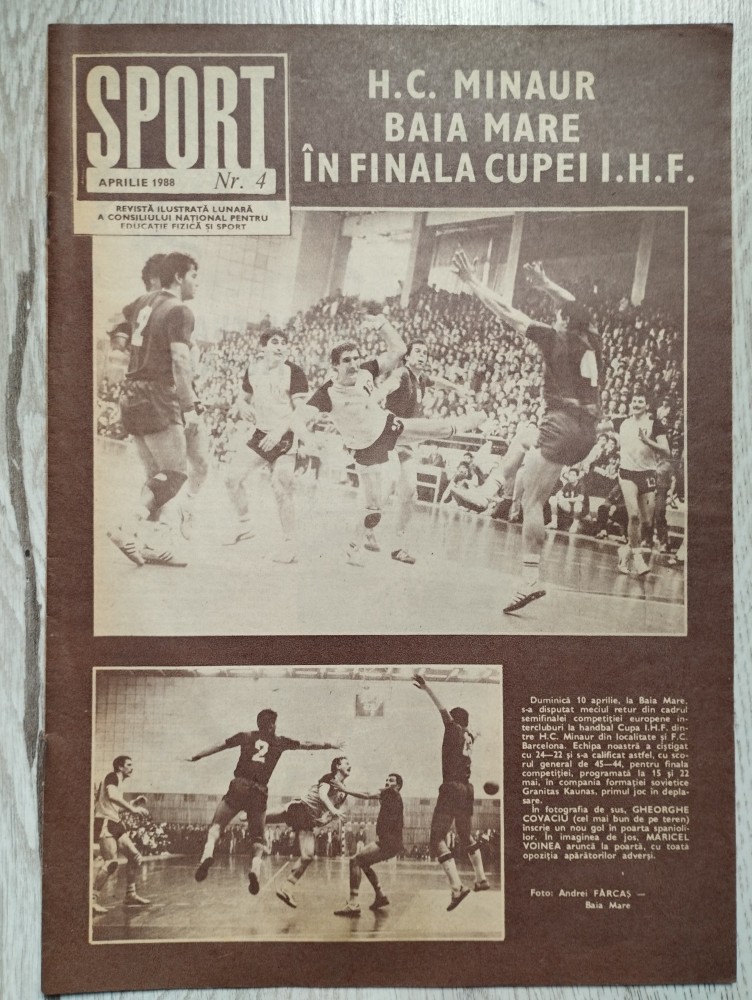 SPORT
APRILIE 1988 Nr. 4
REVISTĂ ILUSTRATĂ LUNARĂ
A CONSILIULUI NAȚIONAL PENTRU
EDUCAȚIE FIZICĂ ȘI SPORT
H.C. MINAUR
BAIA MARE
ÎN FINALA CUPEI I.H.F.
2
13
2
Duminică 10 aprilie, la Baia Mare,
s-a disputat meciul retur din cadrul
semifinalei competiției europene in-
tercluburi la handbal Cupa I.H.F. din-
tre H.C. Minaur din localitate și F.C.
Barcelona. Echipa noastră a cîștigat
cu 24—22 și s-a calificat astfel, cu sco-
rul general de 45—44, pentru finala
competiției, programată la 15 și 22
mai, în compania formației sovietice
Granitas Kaunas, primul joc în depla-
sare.
În fotografia de sus, GHEORGHE
COVACIU (cel mai bun de pe teren)
înscrie un nou gol în poarta spanioli-
lor. În imaginea de jos, MARICEL
VOINEA aruncă la poartă, cu toată
opoziția apărătorilor adverși.
Foto: Andrei FĂRCAȘ —
Baia Mare